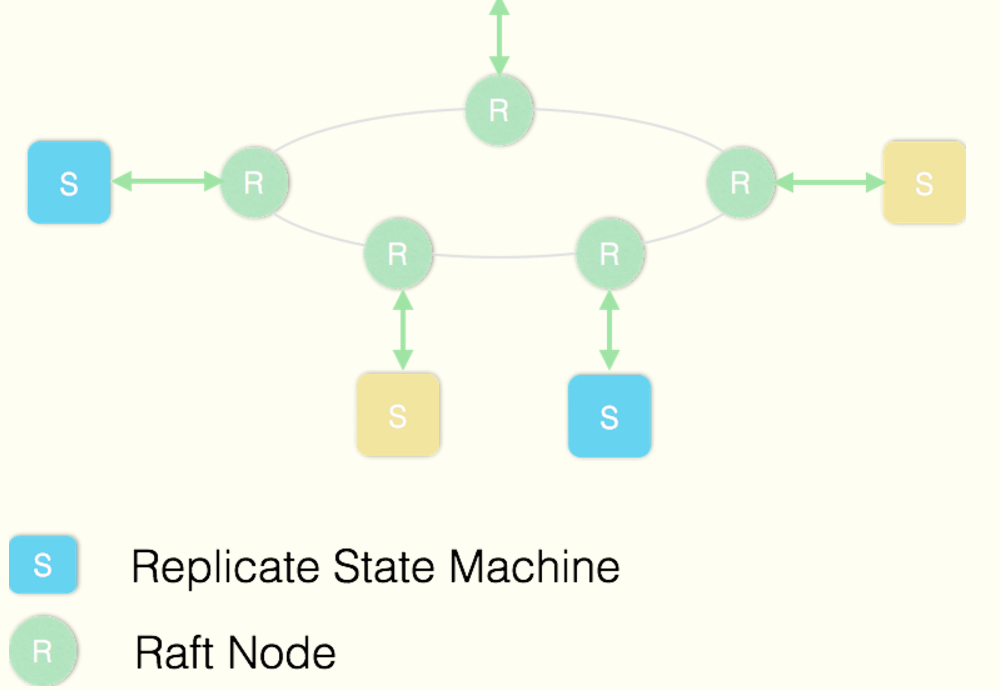 R
S R R S
R R
S S
S Replicate State Machine
R Raft Node